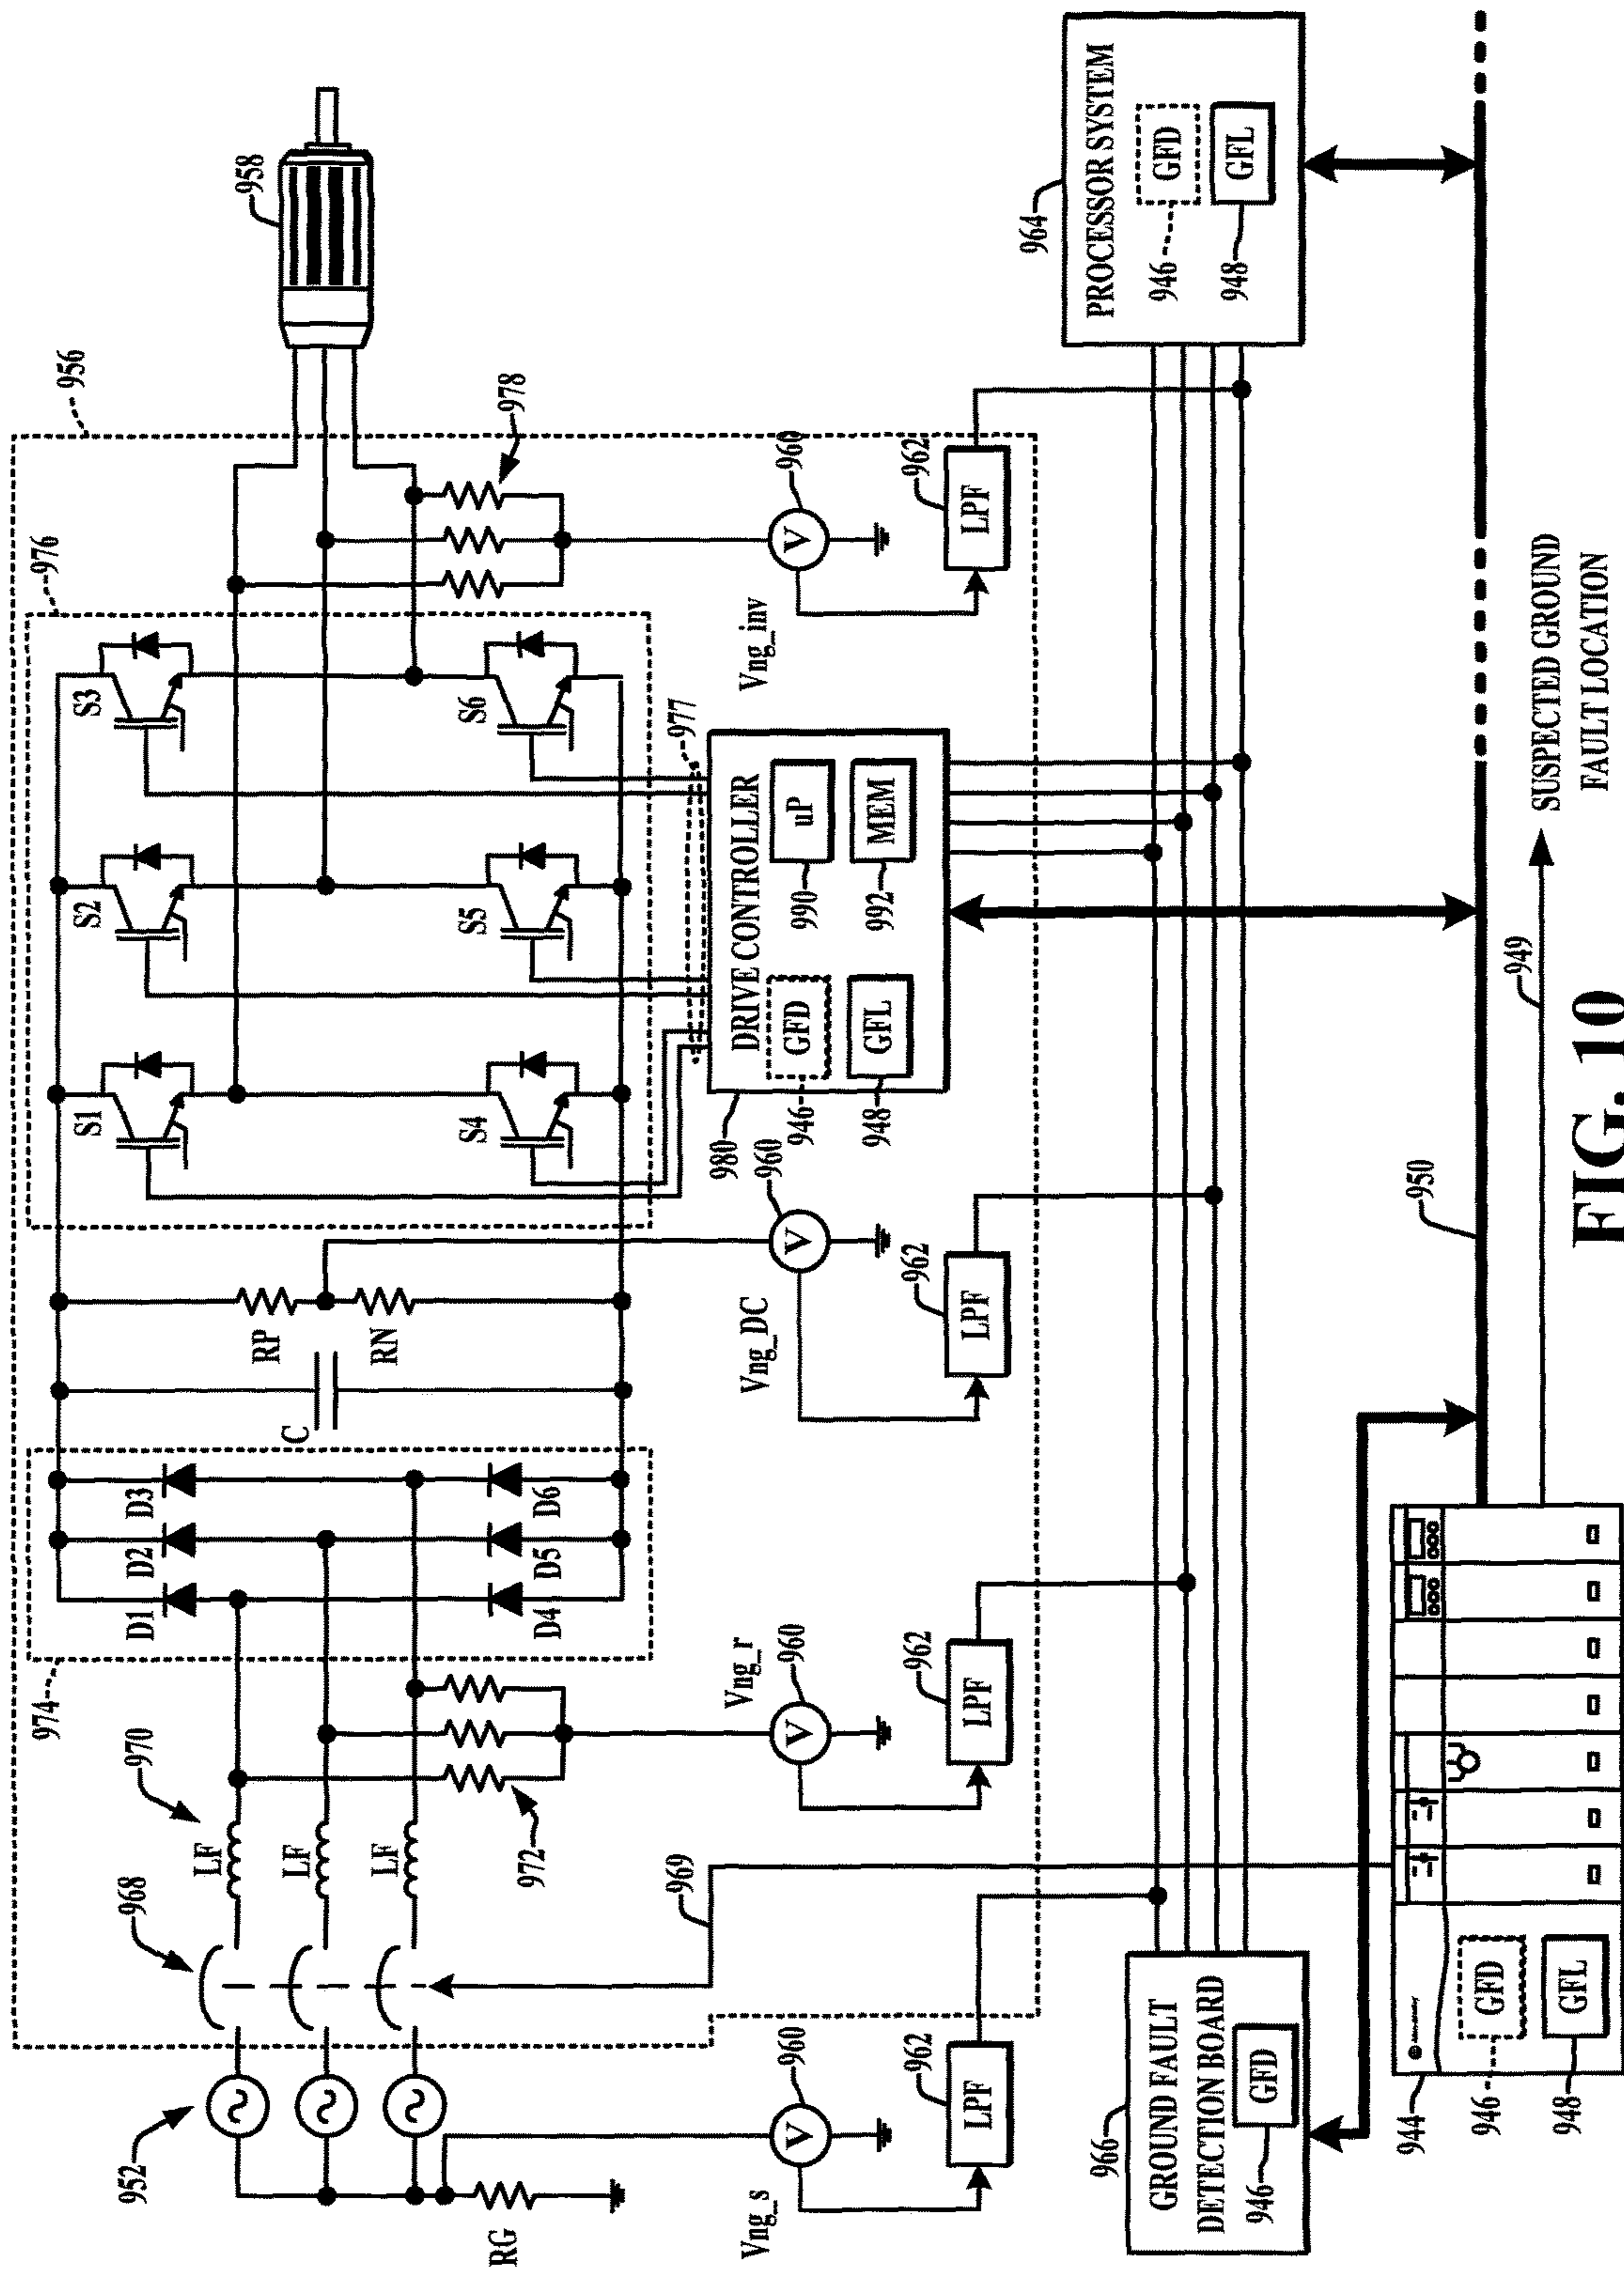 956
976
974
970
968
952
LF
LF
LF
972
RG
D1
D2
D3
D4
D5
D6
C
RP
RN
S1
S2
S3
S4
S5
S6
977
978
958
969
Vng_s
960
962
LPF
Vng_r
960
962
LPF
Vng_DC
960
962
LPF
Vng_inv
960
962
LPF
V
V
V
V
980
DRIVE CONTROLLER
GFD
946
GFL
948
uP
990
MEM
992
964
PROCESSOR SYSTEM
GFD
946
GFL
948
966
GROUND FAULT
DETECTION BOARD
GFD
946
944
GFD
946
GFL
948
950
949
SUSPECTED GROUND
FAULT LOCATION
FIG. 10